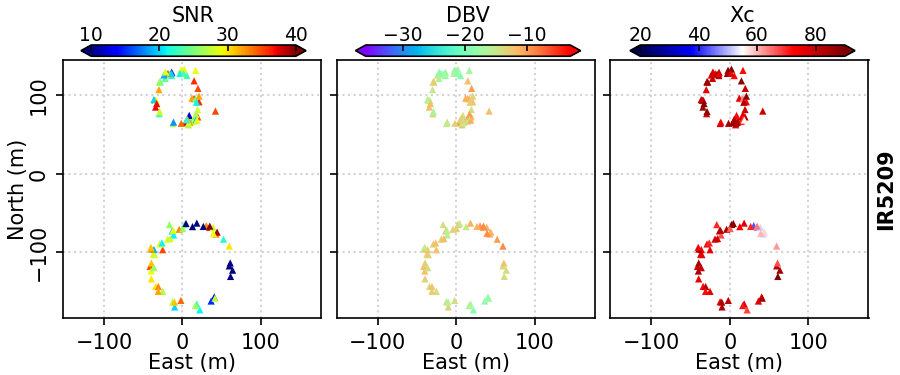 SNR DBV Xc
10 20 30 40 −30 −20 −10 20 40 60 80
North (m)
100
0
−100
IR5209
−100 0 100 −100 0 100 −100 0 100
East (m) East (m) East (m)